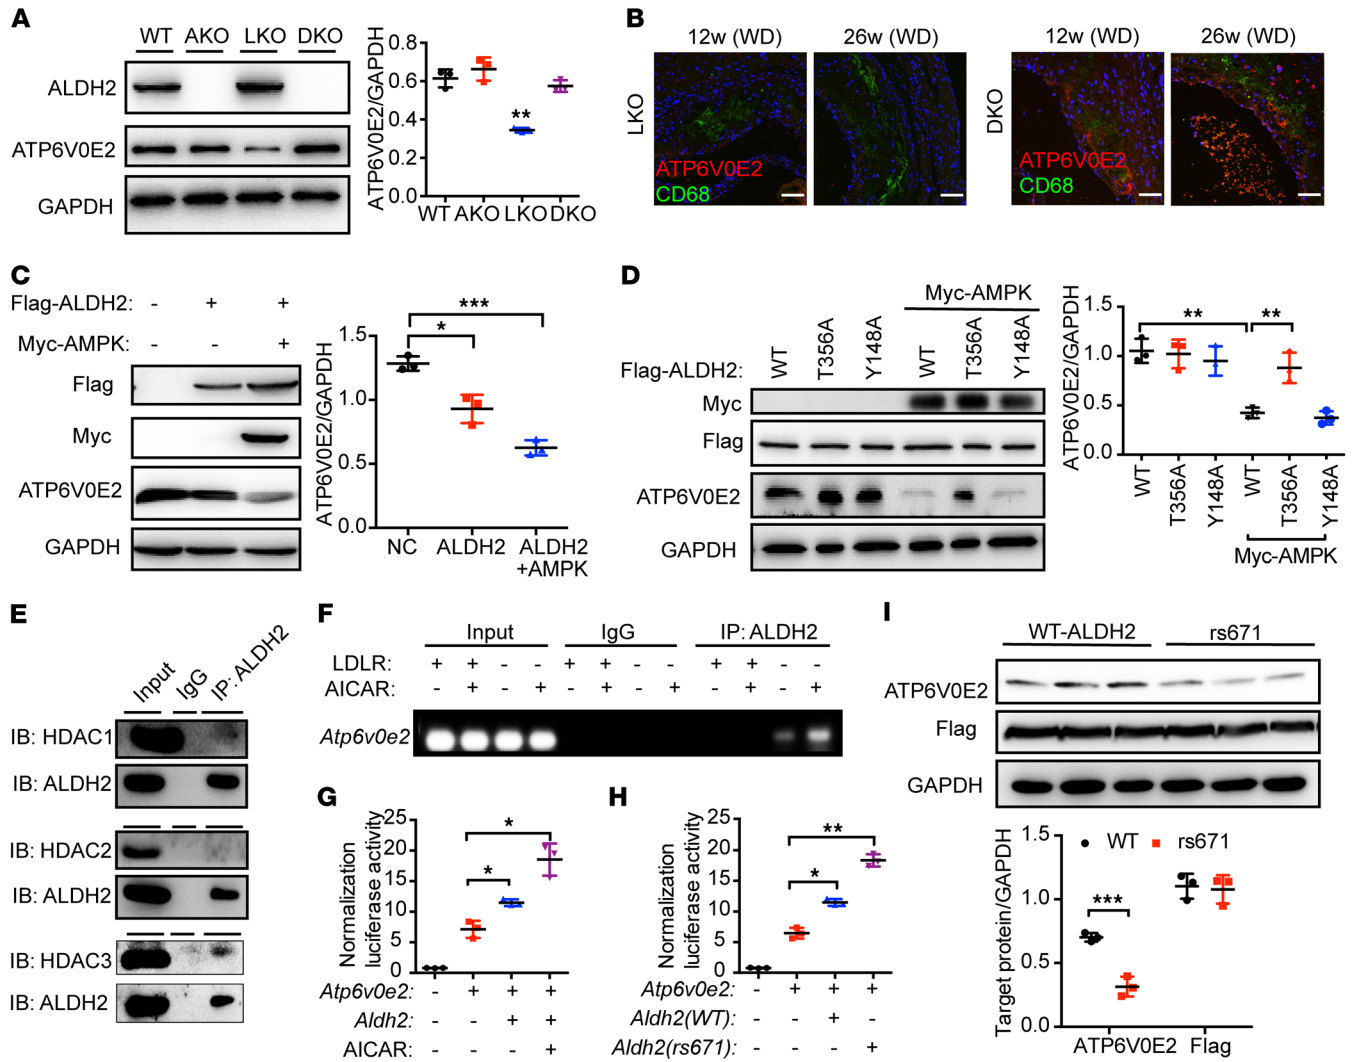 A
WT AKO LKO DKO
ALDH2
ATP6V0E2
GAPDH
ATP6V0E2/GAPDH
0.8
0.6
0.4
0.2
0.0
**
WT AKO LKO DKO
B
12w (WD) 26w (WD) 12w (WD) 26w (WD)
LKO
ATP6V0E2
CD68
DKO
ATP6V0E2
CD68
C
Flag-ALDH2: - + +
Myc-AMPK: - - +
Flag
Myc
ATP6V0E2
GAPDH
ATP6V0E2/GAPDH
1.5
1.0
0.5
0.0
***
*
NC ALDH2 ALDH2
+AMPK
D
Myc-AMPK
Flag-ALDH2: WT T356A Y148A WT T356A Y148A
Myc
Flag
ATP6V0E2
GAPDH
ATP6V0E2/GAPDH
1.5
1.0
0.5
0.0
** **
WT T356A Y148A WT T356A Y148A
Myc-AMPK
E
Input IgG IP: ALDH2
IB: HDAC1
IB: ALDH2
IB: HDAC2
IB: ALDH2
IB: HDAC3
IB: ALDH2
F
Input IgG IP: ALDH2
LDLR: + + - - + + - - + + - -
AICAR: - + - + - + - + - + - +
Atp6v0e2
G
Normalization
luciferase activity
25
20
15
10
5
0
*
*
Atp6v0e2: - + + +
Aldh2: - - + +
AICAR: - - - +
H
Normalization
luciferase activity
25
20
15
10
5
0
**
*
Atp6v0e2: - + + +
Aldh2(WT): - - + -
Aldh2(rs671): - - - +
I
WT-ALDH2 rs671
ATP6V0E2
Flag
GAPDH
Target protein/GAPDH
1.5
1.0
0.5
0.0
WT rs671
***
ATP6V0E2 Flag